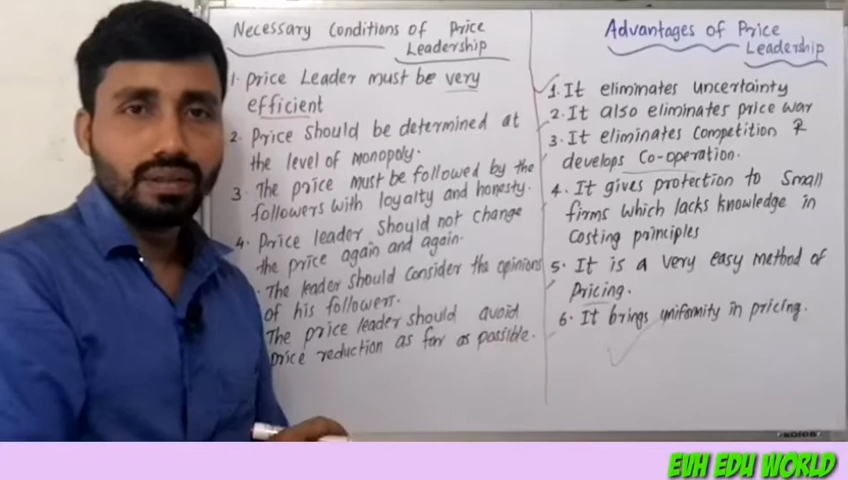 Necessary Conditions of Price
Leadership
1. Price Leader must be very
efficient
2. Price Should be determined at
the level of monopoly.
3. The price must be followed by the
followers with loyalty and honesty.
4. Price leader should not change
the price again and again.
The leader should consider the opinions
of his followers.
The price leader should avoid
price reduction as far as possible.
Advantages of Price
Leadership
1. It eliminates uncertainty
2. It also eliminates price war
3. It eliminates competition &
develops Co-operation.
4. It gives protection to Small
firms which lacks knowledge in
Costing principles
5. It is a very easy method of
Pricing.
6. It brings uniformity in pricing.
EVH EDU WORLD